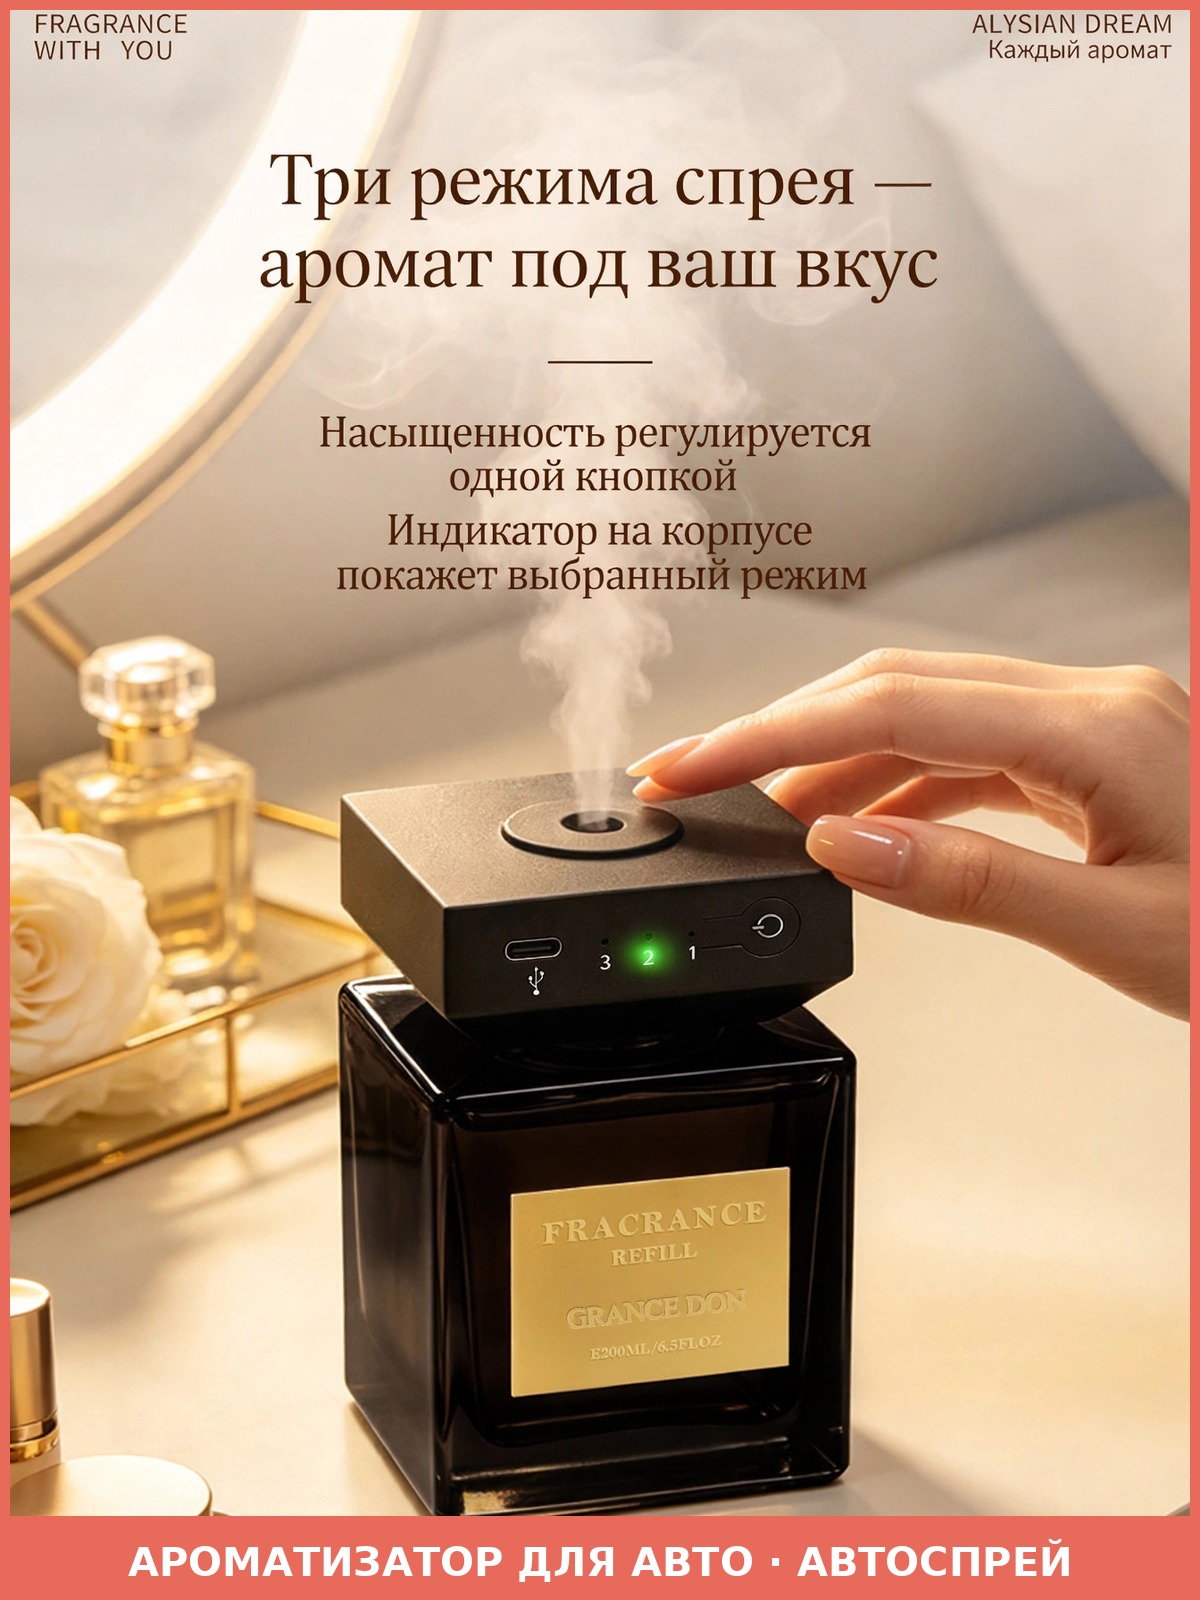 FRAGRANCE
WITH YOU
ALYSIAN DREAM
Каждый аромат
Три режима спрея —
аромат под ваш вкус
Насыщенность регулируется
одной кнопкой
Индикатор на корпусе
покажет выбранный режим
3 2 1
FRACRANCE
REFILL
GRANCE DON
E200ML/6.5FLOZ
АРОМАТИЗАТОР ДЛЯ АВТО · АВТОСПРЕЙ